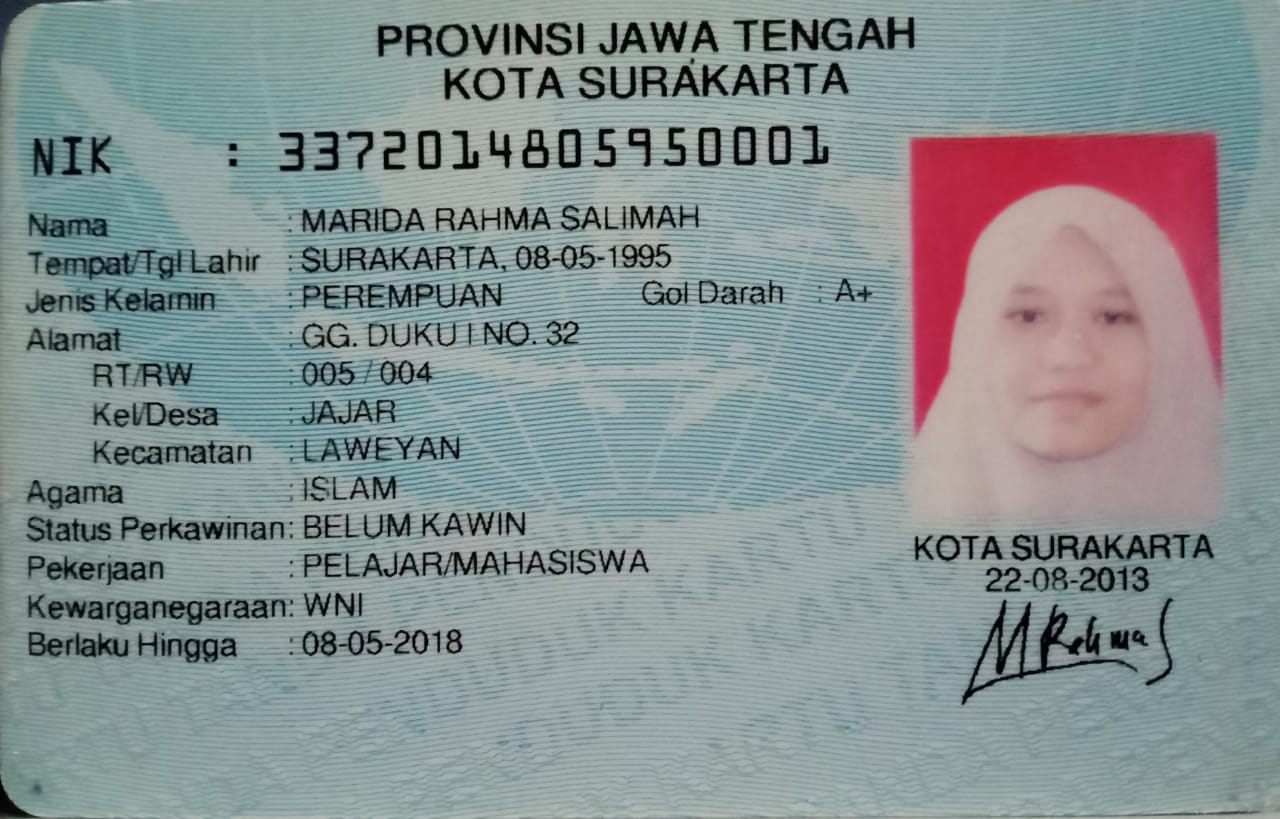 PROVINSI JAWA TENGAH
KOTA SURAKARTA
NIK : 3372014805950001
Nama : MARIDA RAHMA SALIMAH
Tempat/Tgl Lahir : SURAKARTA, 08-05-1995
Jenis Kelamin : PEREMPUAN Gol Darah : A+
Alamat : GG. DUKU I NO. 32
RT/RW : 005 / 004
Kel/Desa : JAJAR
Kecamatan : LAWEYAN
Agama : ISLAM
Status Perkawinan: BELUM KAWIN
Pekerjaan : PELAJAR/MAHASISWA
Kewarganegaraan: WNI
Berlaku Hingga : 08-05-2018
KOTA SURAKARTA
22-08-2013
M Rahma S